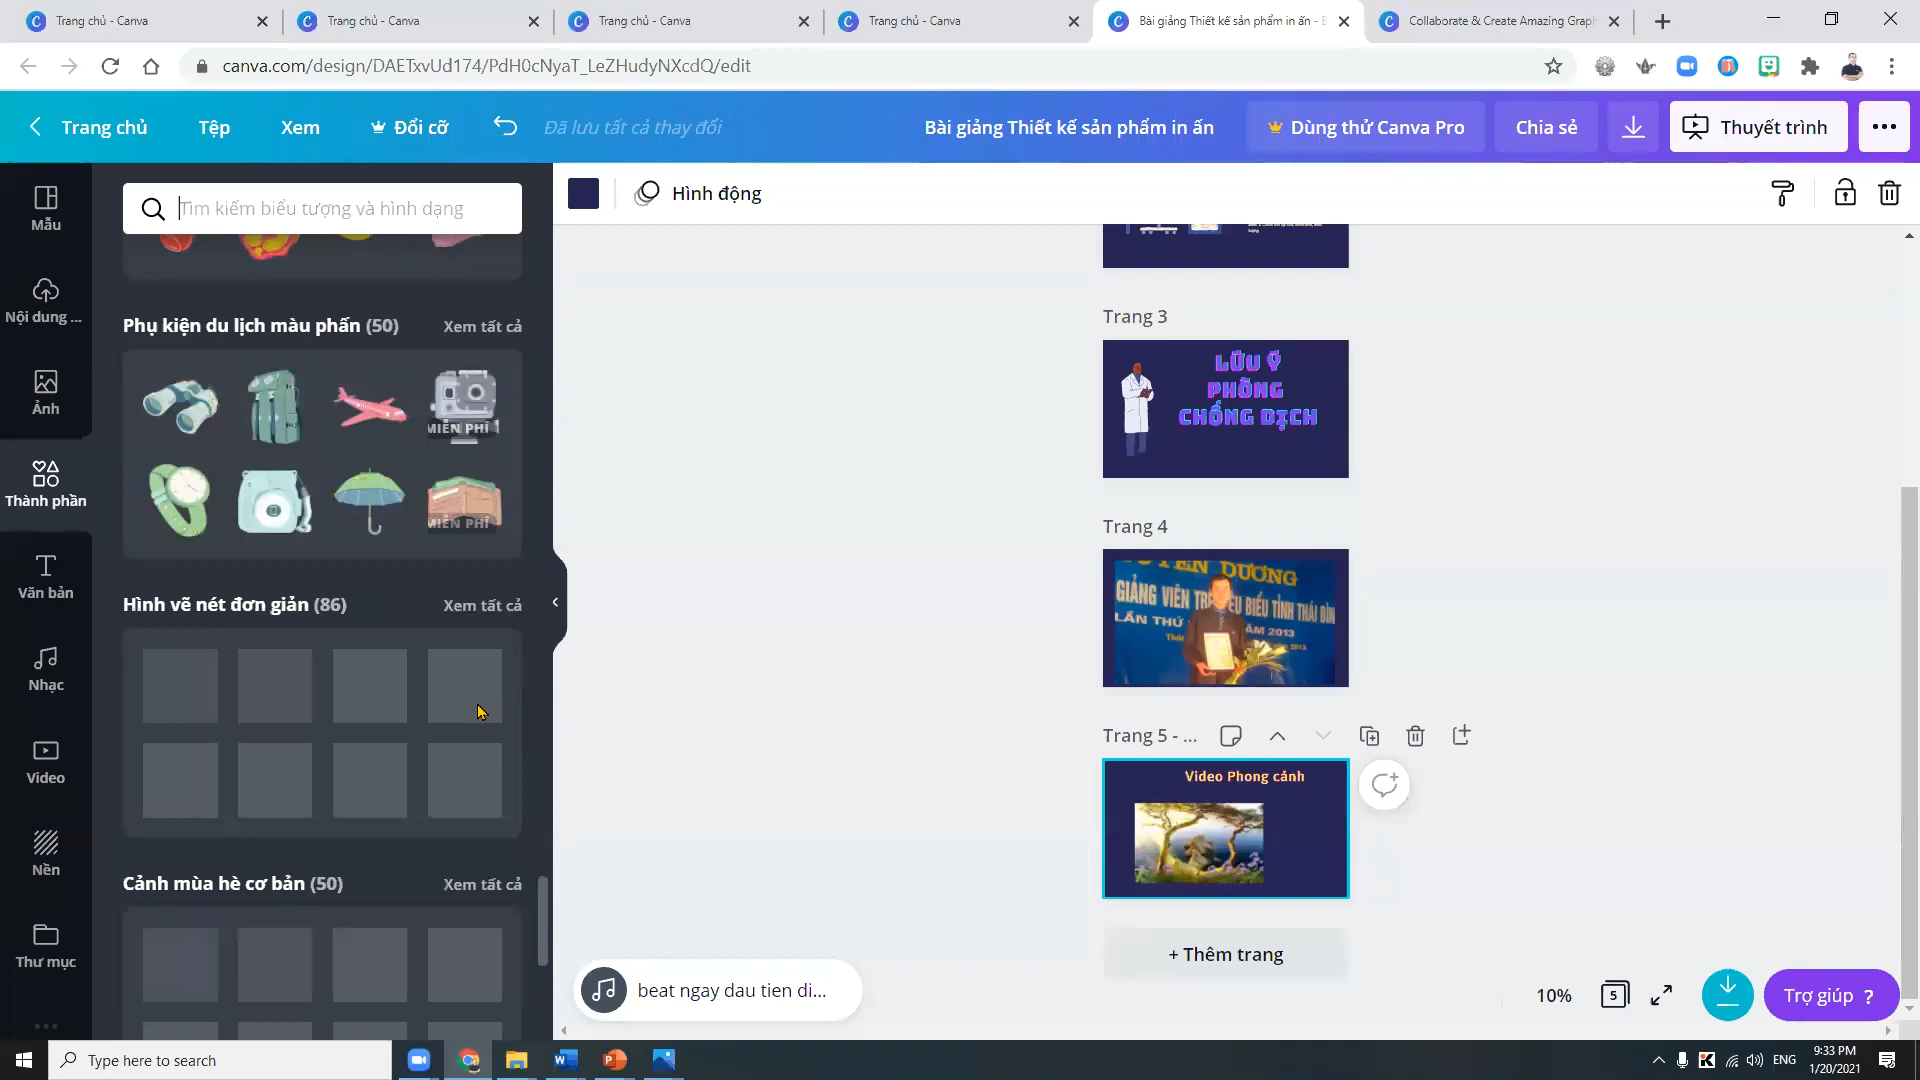 Trang chủ - Canva
Trang chủ - Canva
Trang chủ - Canva
Trang chủ - Canva
Bài giảng Thiết kế sản phẩm in ấn - B
Collaborate & Create Amazing Graph
canva.com/design/DAETxvUd174/PdH0cNyaT_LeZHudyNXcdQ/edit
Trang chủ
Tệp
Xem
Đổi cỡ
Đã lưu tất cả thay đổi
Bài giảng Thiết kế sản phẩm in ấn
Dùng thử Canva Pro
Chia sẻ
Thuyết trình
Mẫu
Nội dung ...
Ảnh
Thành phần
Văn bản
Nhạc
Video
Nền
Thư mục
Tìm kiếm biểu tượng và hình dạng
Phụ kiện du lịch màu phấn (50)
Xem tất cả
MIỄN PHÍ
MIỄN PHÍ
Hình vẽ nét đơn giản (86)
Xem tất cả
Cảnh mùa hè cơ bản (50)
Xem tất cả
Hình động
Trang 3
LƯU Ý
PHÒNG
CHỐNG DỊCH
Trang 4
DƯƠNG
GIẢNG VIÊN
BIỂU TỈNH THÁI BÌN
LẦN THỨ
NĂM 2013
Trang 5 - ...
Video Phong cảnh
+ Thêm trang
beat ngay dau tien di...
10%
5
Trợ giúp ?
Type here to search
ENG
9:33 PM
1/20/2021